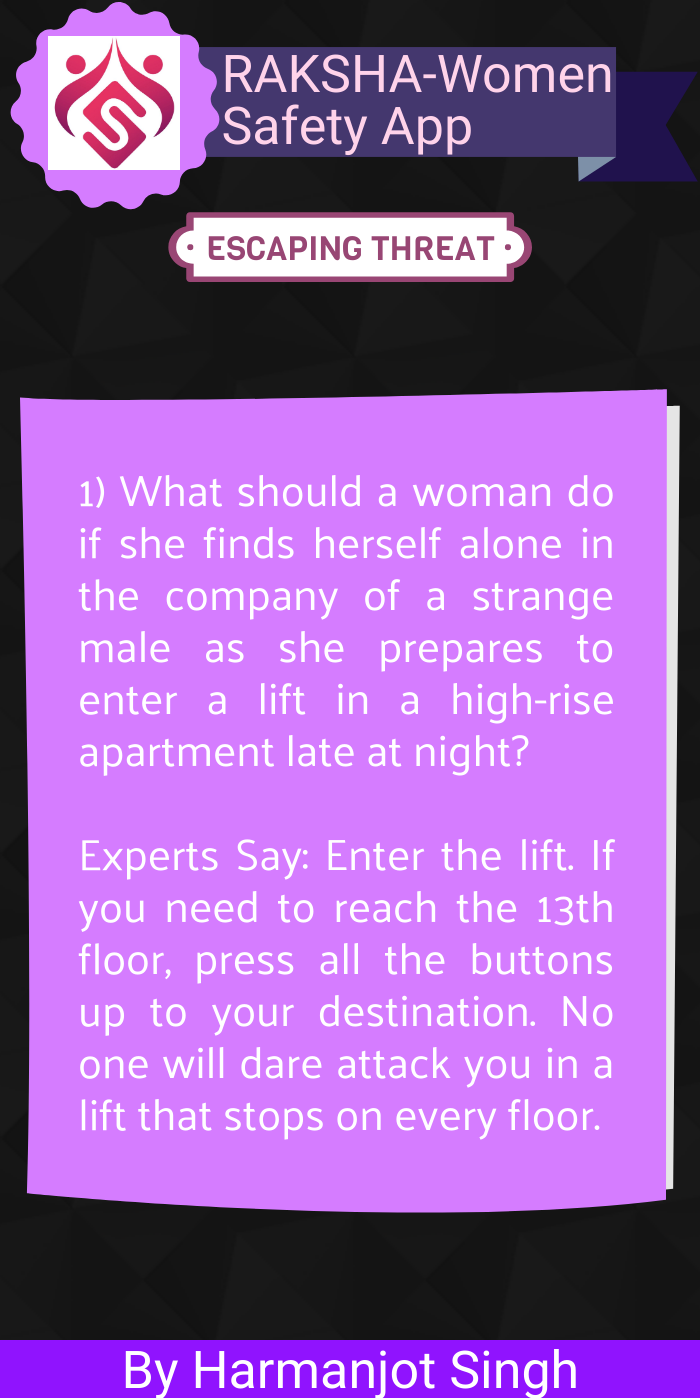 RAKSHA-Women
Safety App
ESCAPING THREAT
1) What should a woman do
if she finds herself alone in
the company of a strange
male as she prepares to
enter a lift in a high-rise
apartment late at night?
Experts Say: Enter the lift. If
you need to reach the 13th
floor, press all the buttons
up to your destination. No
one will dare attack you in a
lift that stops on every floor.
By Harmanjot Singh